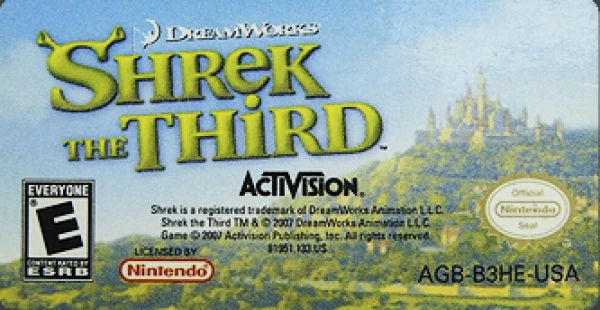 DREAMWORKS
SHREK
THE THIRD™
ACTIVISION®
EVERYONE
E
CONTENT RATED BY
ESRB
Shrek is a registered trademark of DreamWorks Animation L.L.C.
Shrek the Third TM & © 2007 DreamWorks Animation L.L.C.
Game © 2007 Activision Publishing, Inc. All rights reserved.
81951.133.US
LICENSED BY
Nintendo
Official
Nintendo
Seal
AGB-B3HE-USA